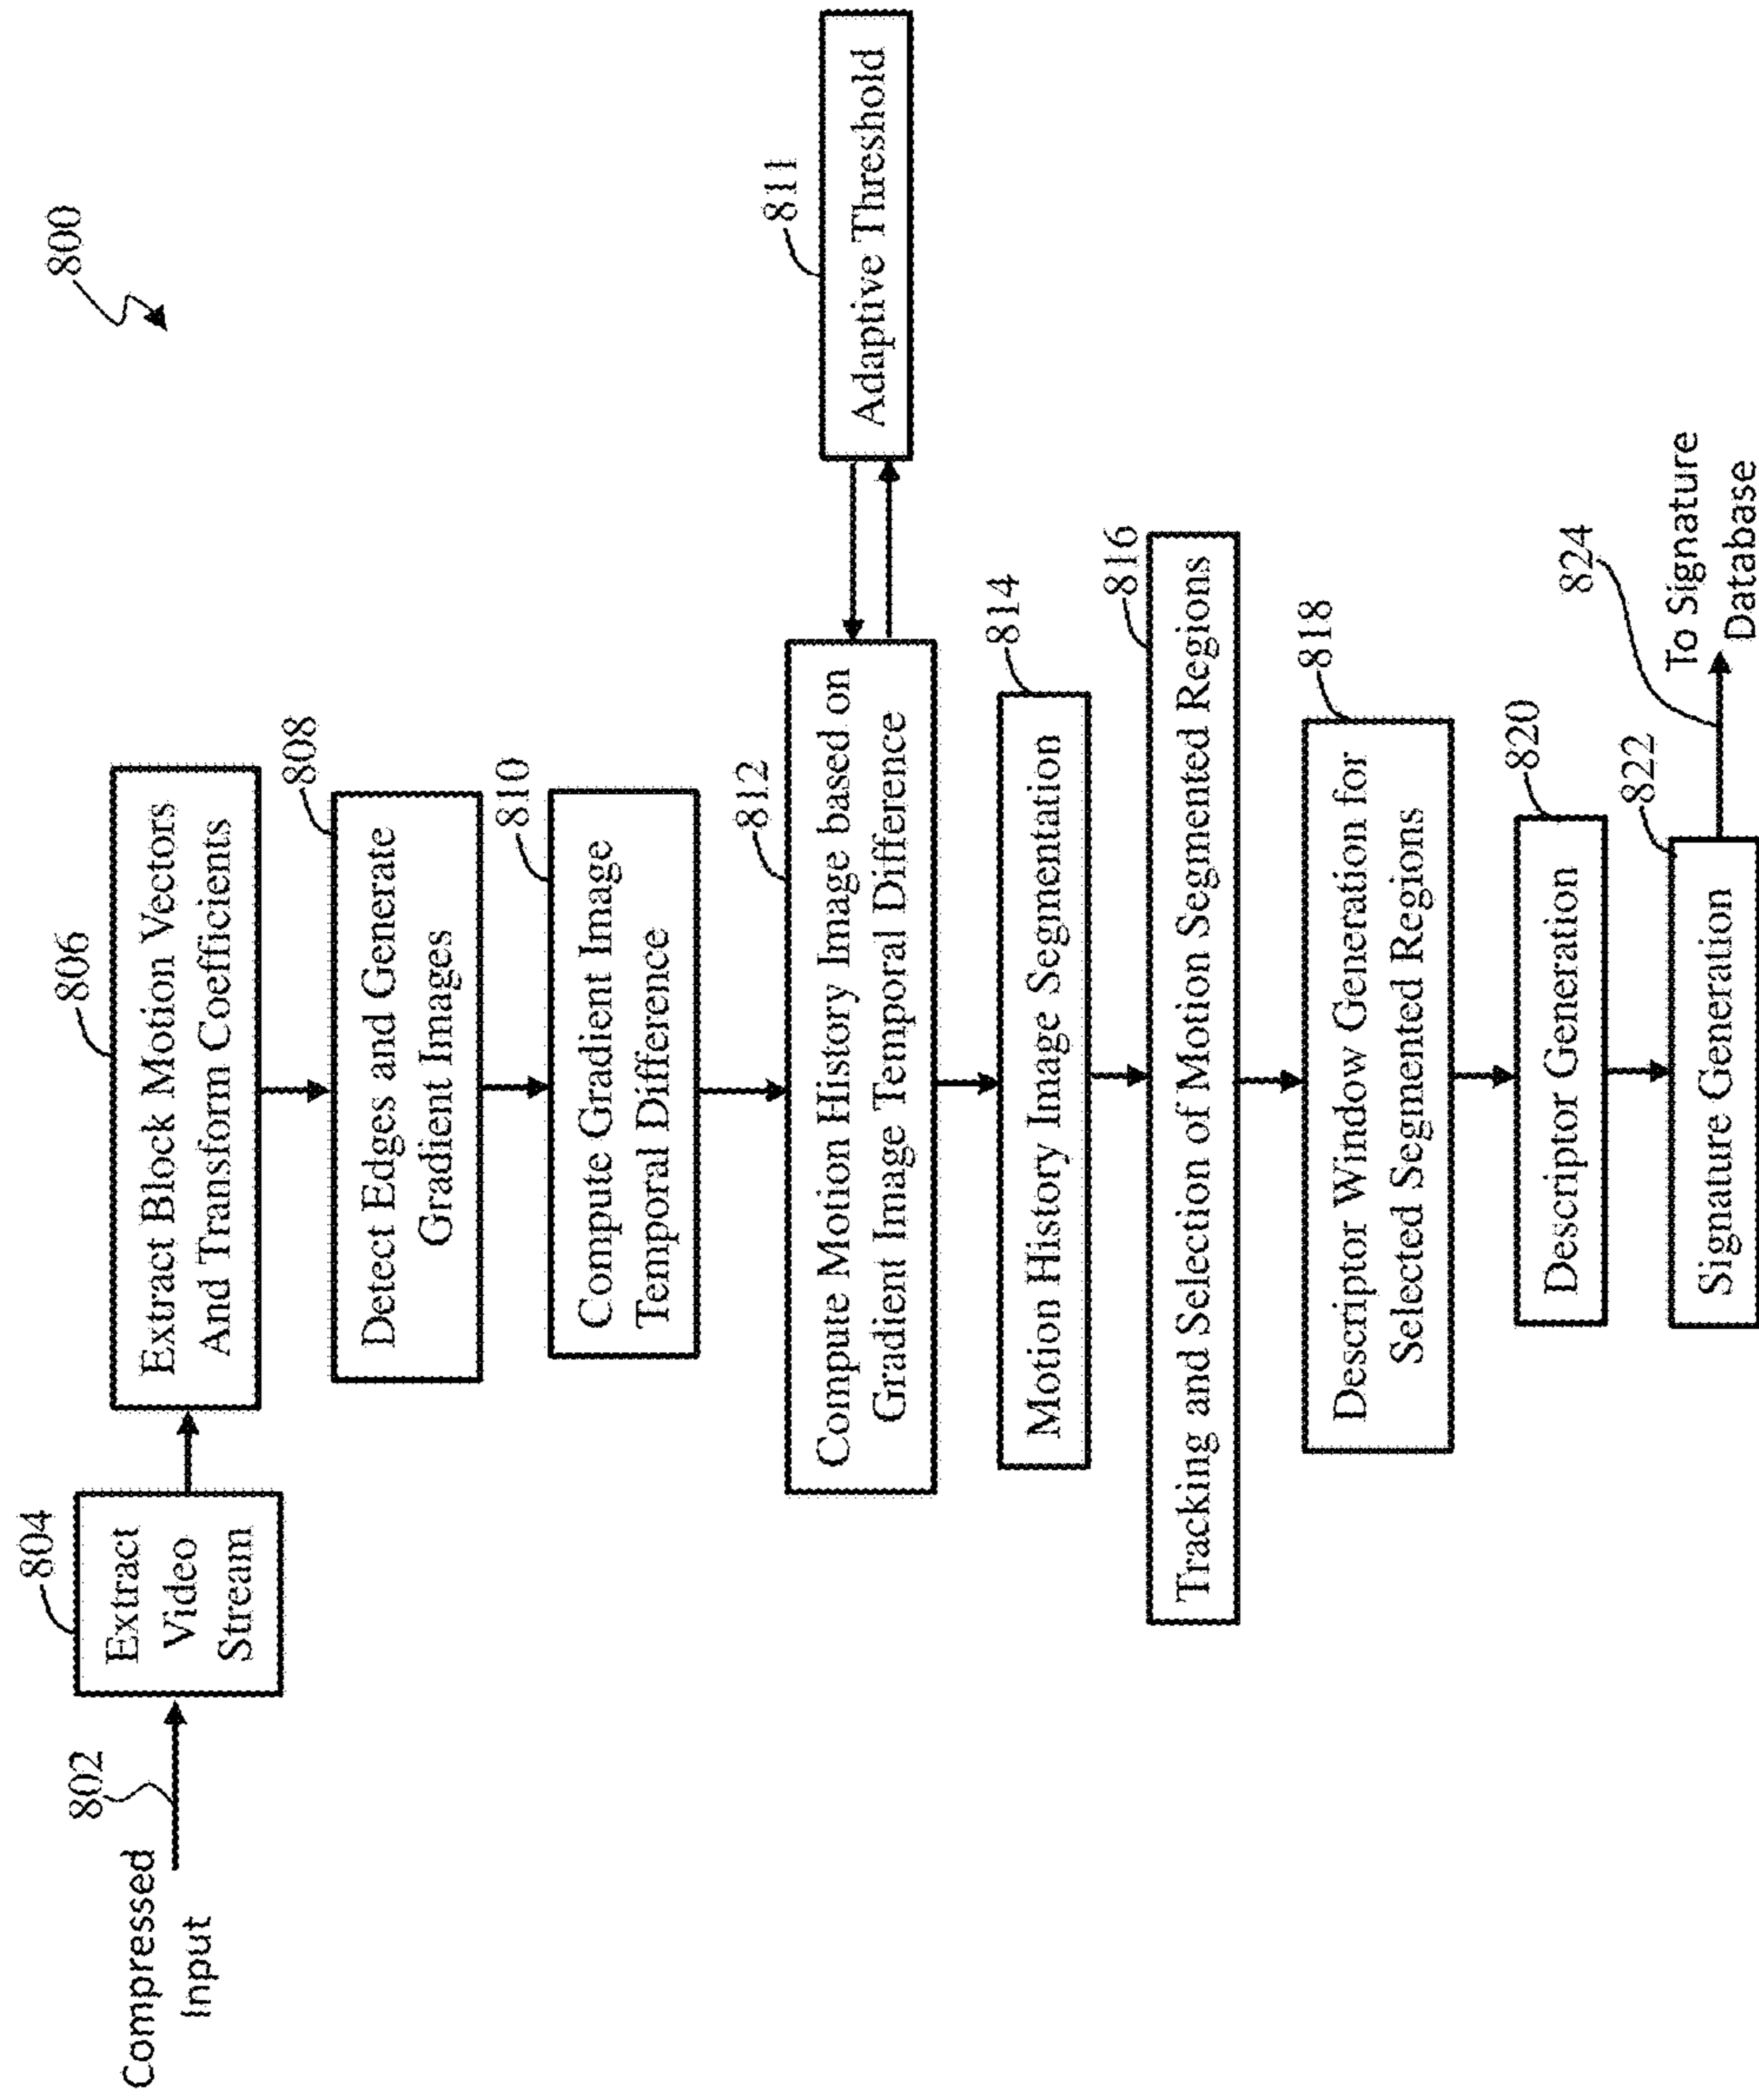 800
Compressed
Input
802
804
Extract
Video
Stream
806
Extract Block Motion Vectors
And Transform Coefficients
808
Detect Edges and Generate
Gradient Images
810
Compute Gradient Image
Temporal Difference
811
Adaptive Threshold
812
Compute Motion History Image based on
Gradient Image Temporal Difference
814
Motion History Image Segmentation
816
Tracking and Selection of Motion Segmented Regions
818
Descriptor Window Generation for
Selected Segmented Regions
820
Descriptor Generation
822
Signature Generation
824
To Signature
Database